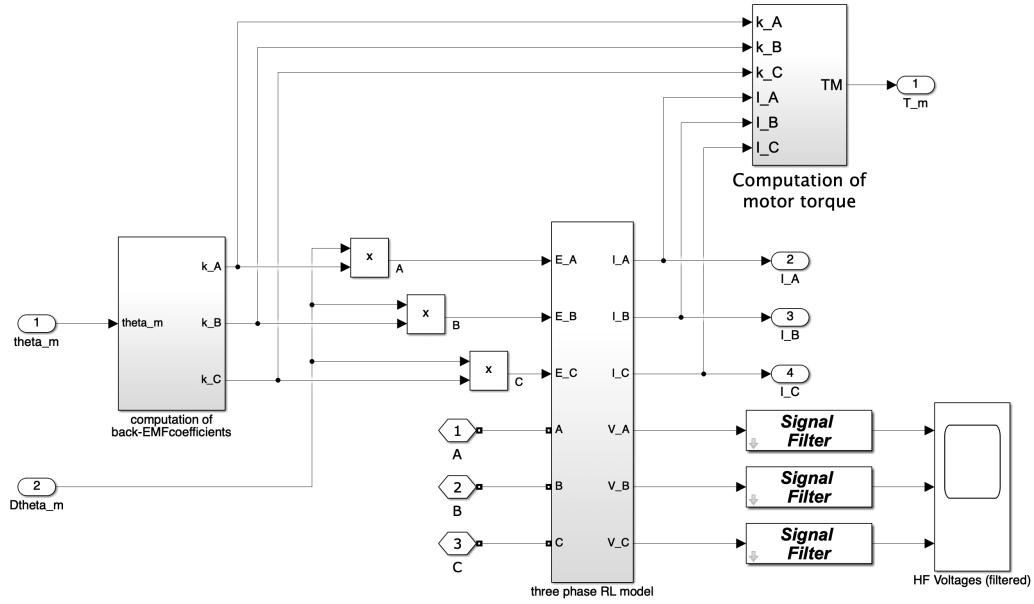 k_A
k_B
k_C
I_A
I_B
I_C
TM
1
T_m
Computation of
motor torque
k_A
k_B
k_C
theta_m
1
theta_m
computation of
back-EMFcoefficients
2
Dtheta_m
x
A
x
B
x
C
E_A
E_B
E_C
A
B
C
I_A
I_B
I_C
V_A
V_B
V_C
three phase RL model
1
A
2
B
3
C
2
I_A
3
I_B
4
I_C
Signal
Filter
Signal
Filter
Signal
Filter
HF Voltages (filtered)